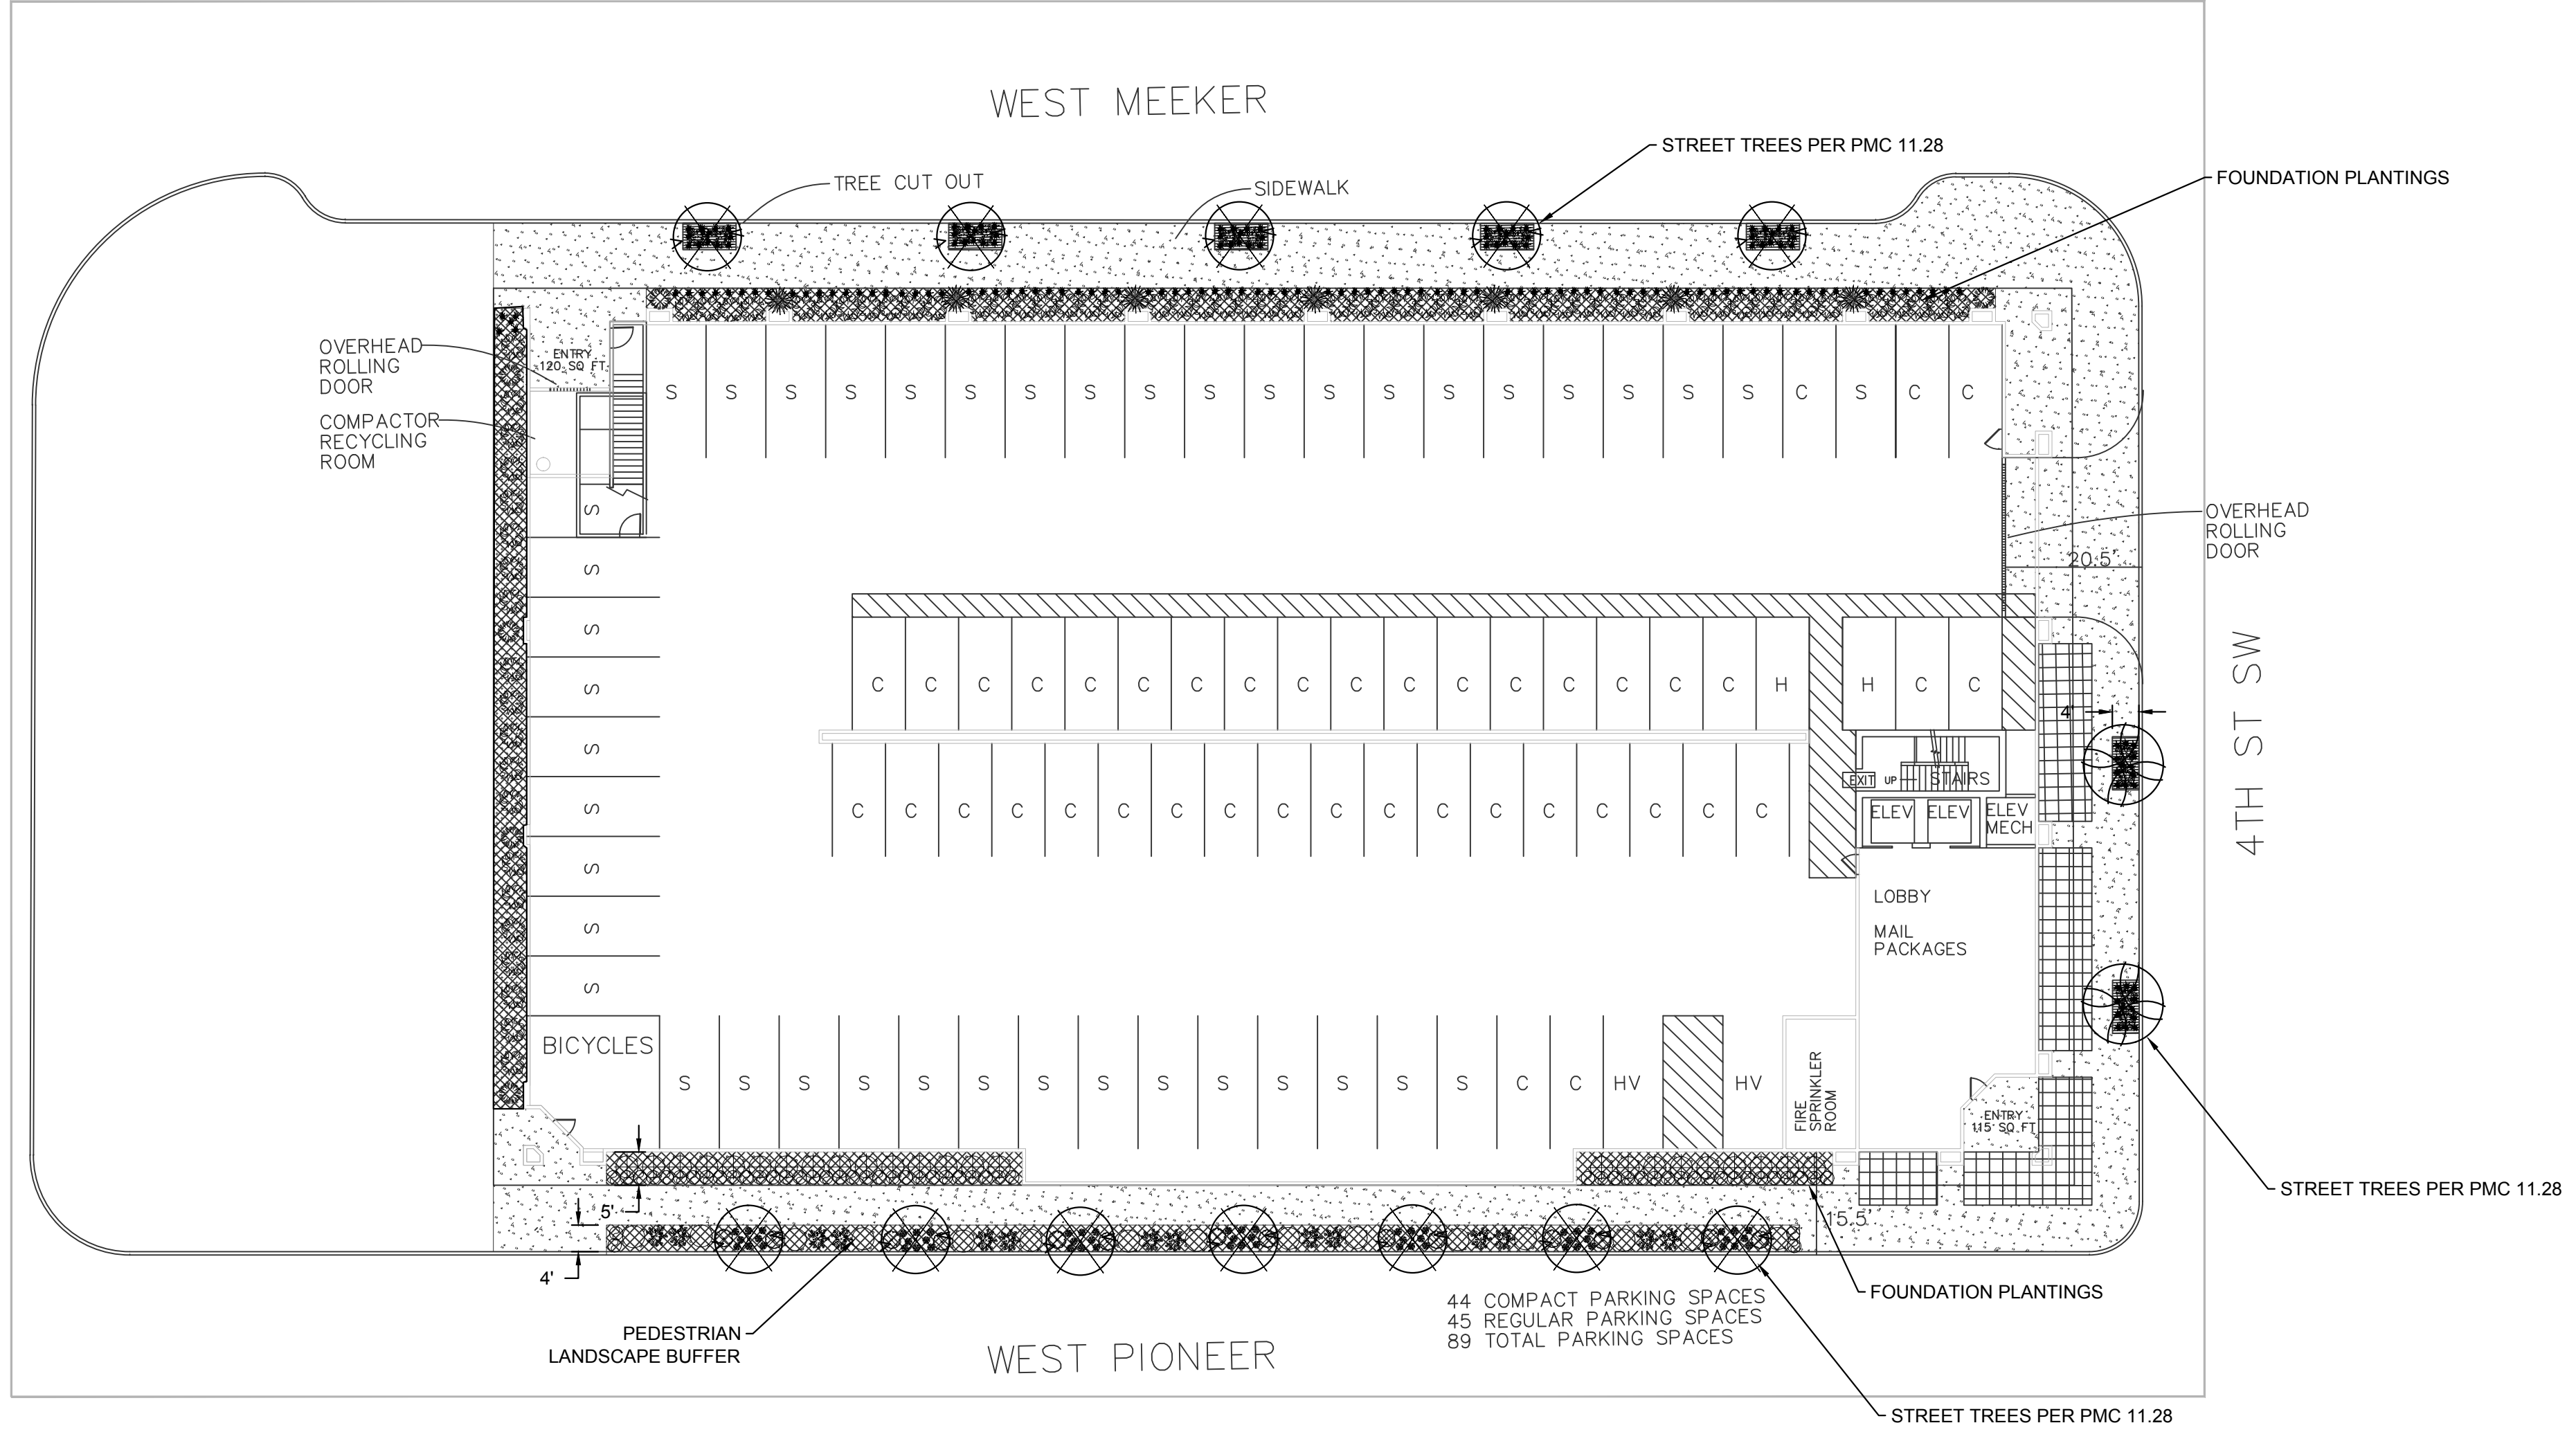 WEST MEEKER
STREET TREES PER PMC 11.28
FOUNDATION PLANTINGS
TREE CUT OUT
SIDEWALK
OVERHEAD
ROLLING
DOOR
ENTRY
120 SQ FT
COMPACTOR
RECYCLING
ROOM
S S S S S S S S S S S S S S S S S S S C S C C
OVERHEAD
ROLLING
DOOR
20.5'
S
S
S
S
S
S
S
S
S
C C C C C C C C C C C C C C C C C H H C C
4'
4TH ST SW
EXIT UP STAIRS
C C C C C C C C C C C C C C C C C C
ELEV ELEV ELEV
MECH
LOBBY
MAIL
PACKAGES
BICYCLES
S S S S S S S S S S S S S S C C HV HV
FIRE
SPRINKLER
ROOM
ENTRY
115 SQ FT
STREET TREES PER PMC 11.28
5'
15.5'
4'
FOUNDATION PLANTINGS
44 COMPACT PARKING SPACES
45 REGULAR PARKING SPACES
89 TOTAL PARKING SPACES
PEDESTRIAN
LANDSCAPE BUFFER
WEST PIONEER
STREET TREES PER PMC 11.28